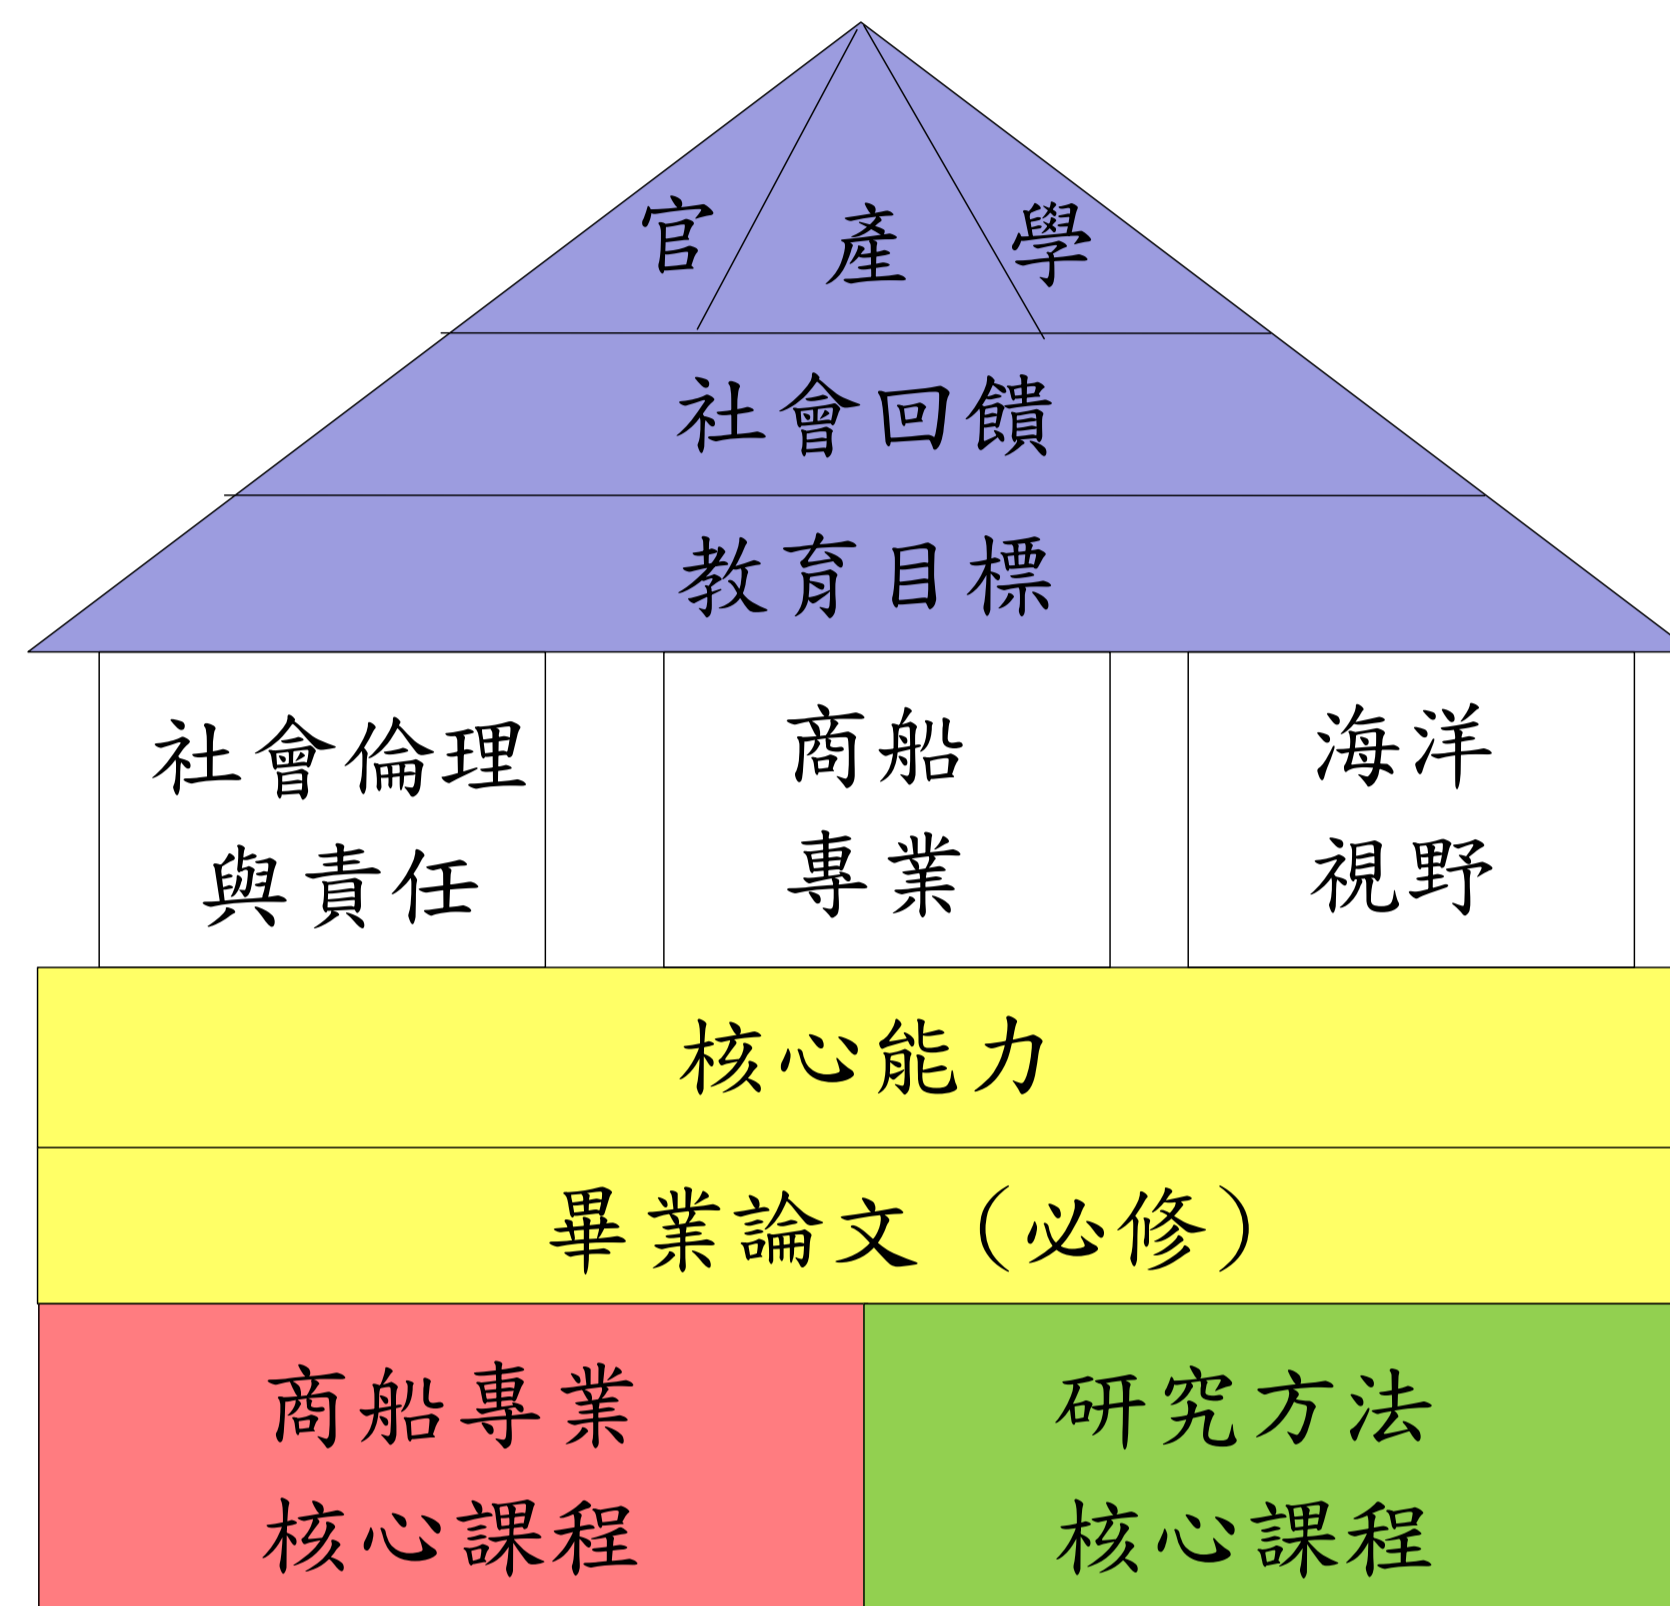 官 產 學
社會回饋
教育目標
社會倫理
與責任
商船
專業
海洋
視野
核心能力
畢業論文（必修）
商船專業
核心課程
研究方法
核心課程